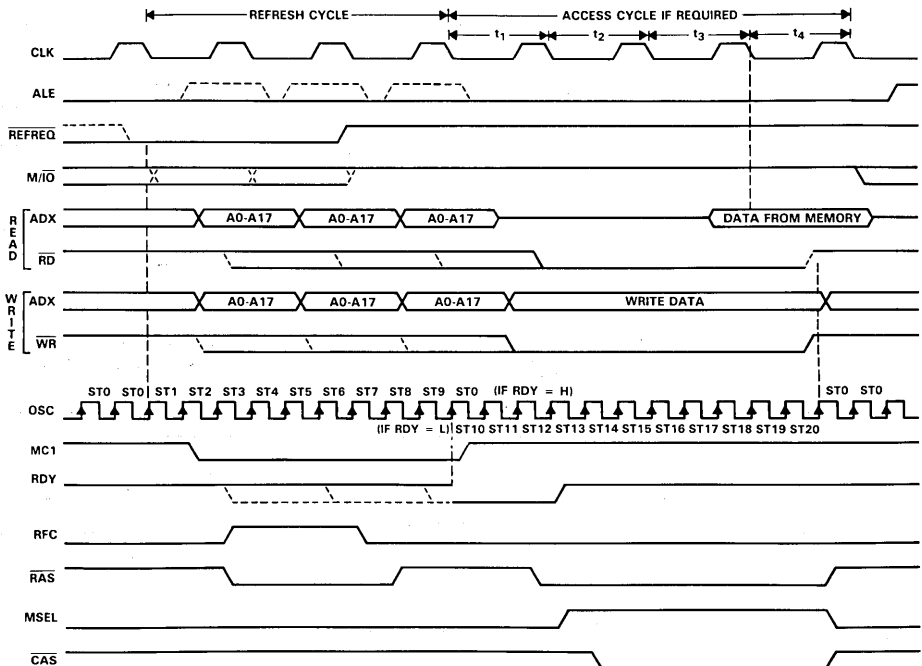 REFRESH CYCLE
ACCESS CYCLE IF REQUIRED
t1 t2 t3 t4
CLK
ALE
REFREQ
M/IO
READ
ADX A0-A17 A0-A17 A0-A17 DATA FROM MEMORY
RD
WRITE
ADX A0-A17 A0-A17 A0-A17 WRITE DATA
WR
ST0 ST0 ST1 ST2 ST3 ST4 ST5 ST6 ST7 ST8 ST9 ST0 (IF RDY = H) ST0 ST0
OSC
(IF RDY = L) ST10 ST11 ST12 ST13 ST14 ST15 ST16 ST17 ST18 ST19 ST20
MC1
RDY
RFC
RAS
MSEL
CAS